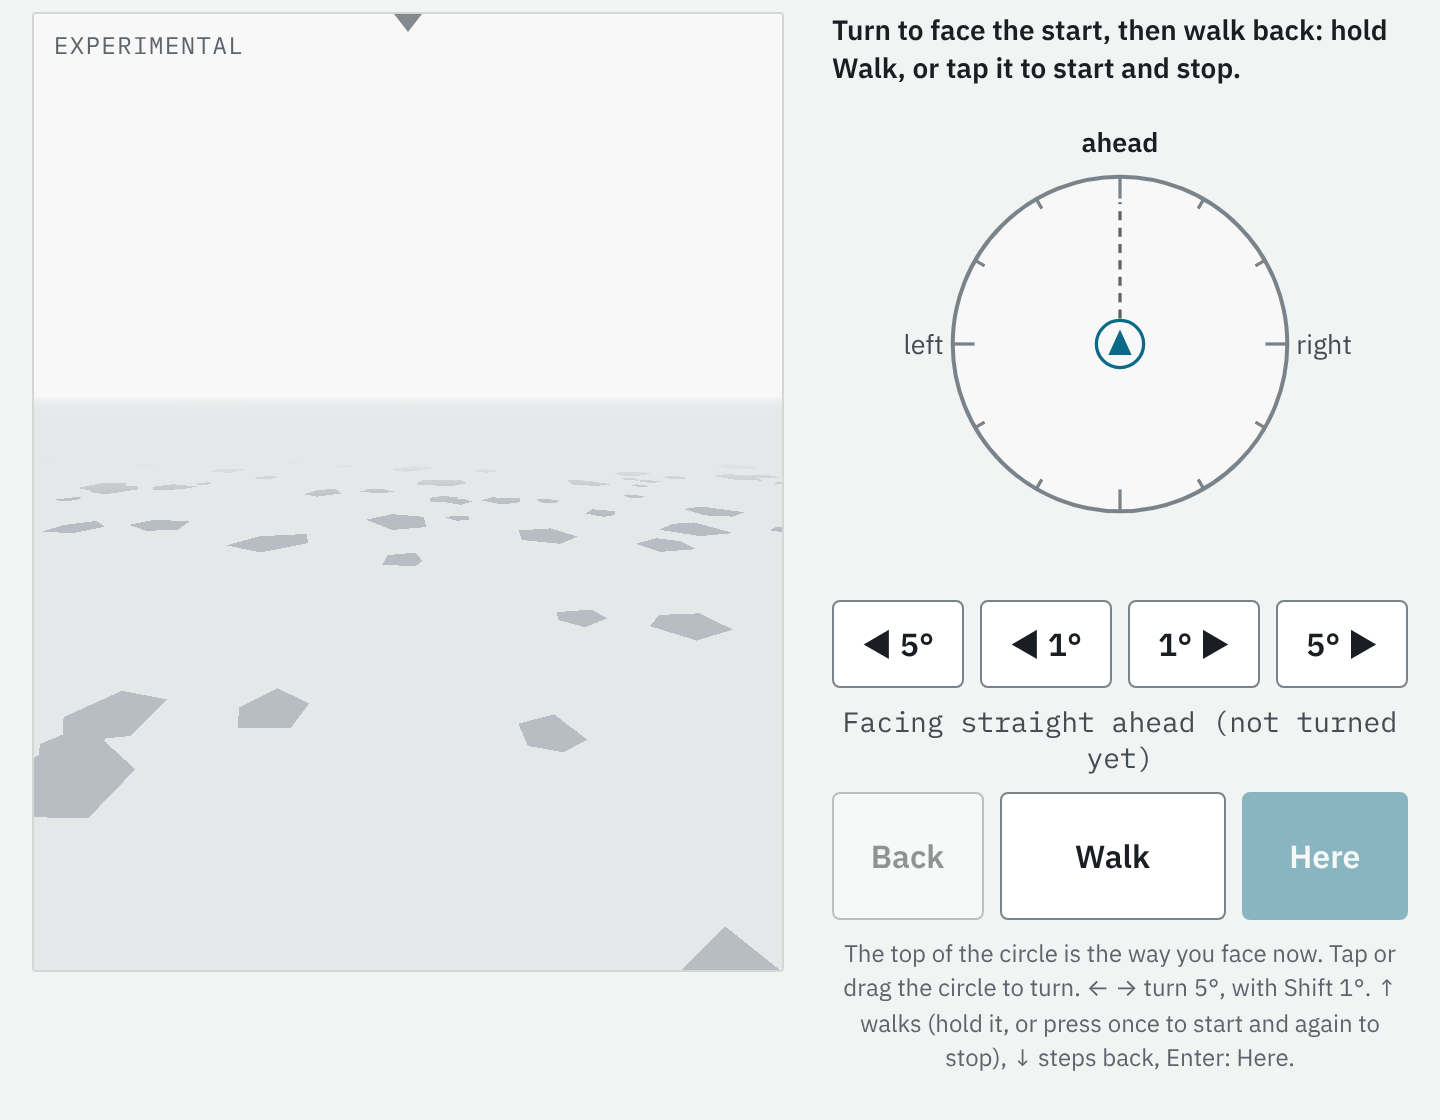 EXPERIMENTAL
Turn to face the start, then walk back: hold
Walk, or tap it to start and stop.
ahead
left
right
◀ 5°
◀ 1°
1° ▶
5° ▶
Facing straight ahead (not turned
yet)
Back
Walk
Here
The top of the circle is the way you face now. Tap or
drag the circle to turn. ← → turn 5°, with Shift 1°. ↑
walks (hold it, or press once to start and again to
stop), ↓ steps back, Enter: Here.